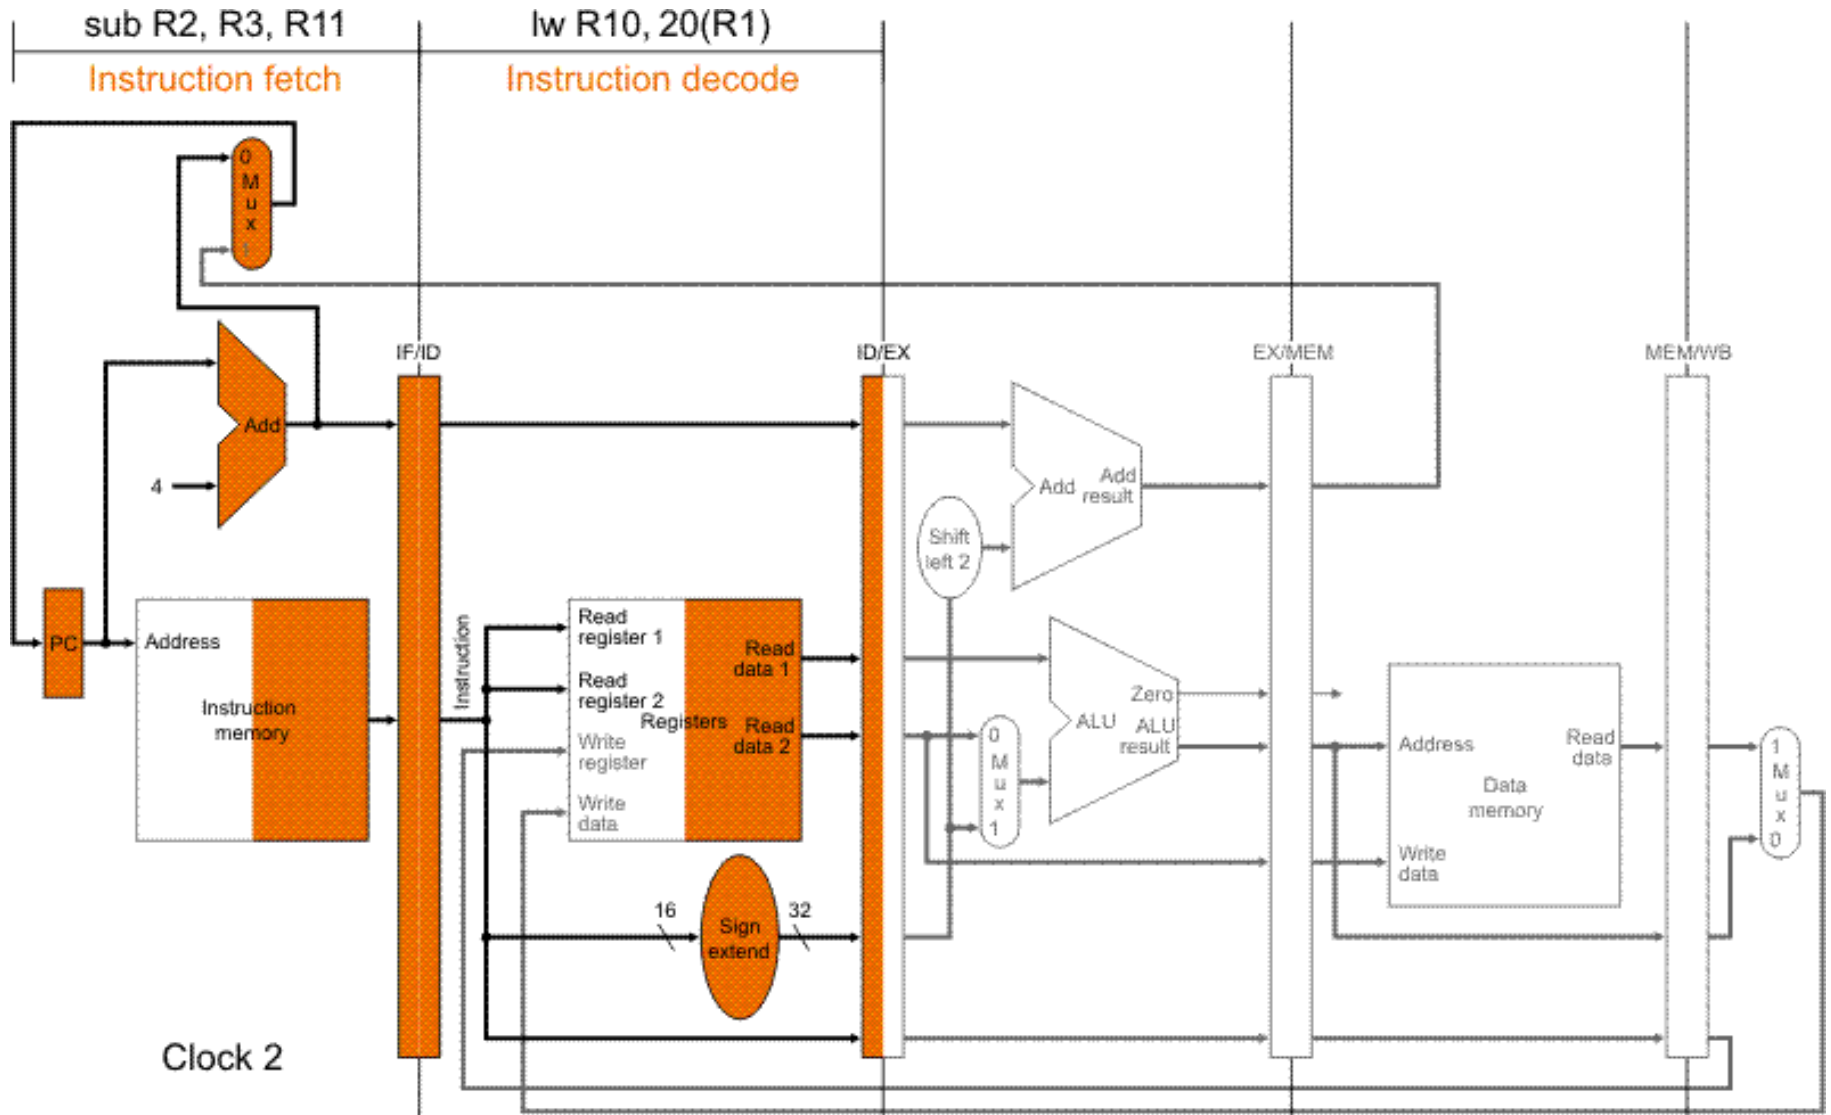 sub R2, R3, R11
lw R10, 20(R1)
Instruction fetch
Instruction decode
0
M
u
x
1
IF/ID
ID/EX
EX/MEM
MEM/WB
Add
4
Add
Add
result
Shift
left 2
PC
Address
Instruction
memory
Instruction
Read
register 1
Read
register 2
Registers
Write
register
Write
data
Read
data 1
Read
data 2
Zero
ALU
ALU
result
0
M
u
x
1
Address
Read
data
Data
memory
Write
data
1
M
u
x
0
16
Sign
extend
32
Clock 2